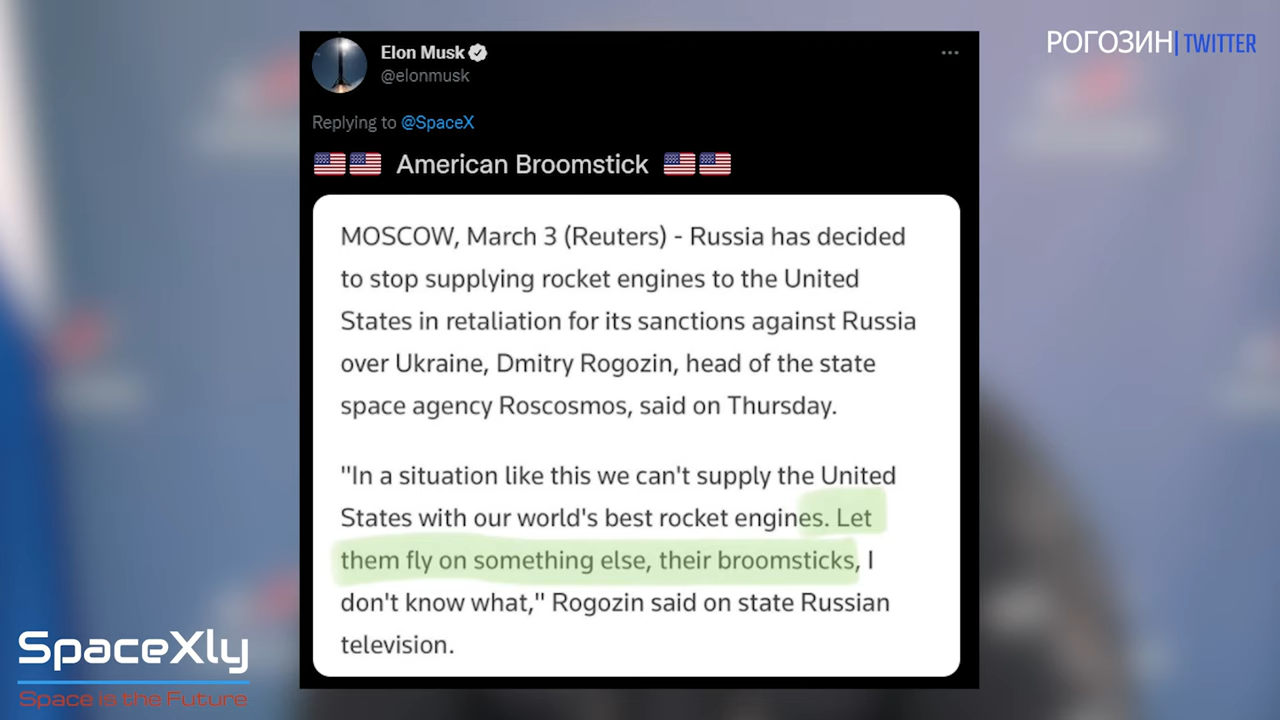 РОГОЗИН| TWITTER
Elon Musk
@elonmusk
Replying to @SpaceX
🇺🇸🇺🇸 American Broomstick 🇺🇸🇺🇸
MOSCOW, March 3 (Reuters) - Russia has decided
to stop supplying rocket engines to the United
States in retaliation for its sanctions against Russia
over Ukraine, Dmitry Rogozin, head of the state
space agency Roscosmos, said on Thursday.
"In a situation like this we can't supply the United
States with our world's best rocket engines. Let
them fly on something else, their broomsticks, I
don't know what," Rogozin said on state Russian
television.
SpaceXly
Space is the Future